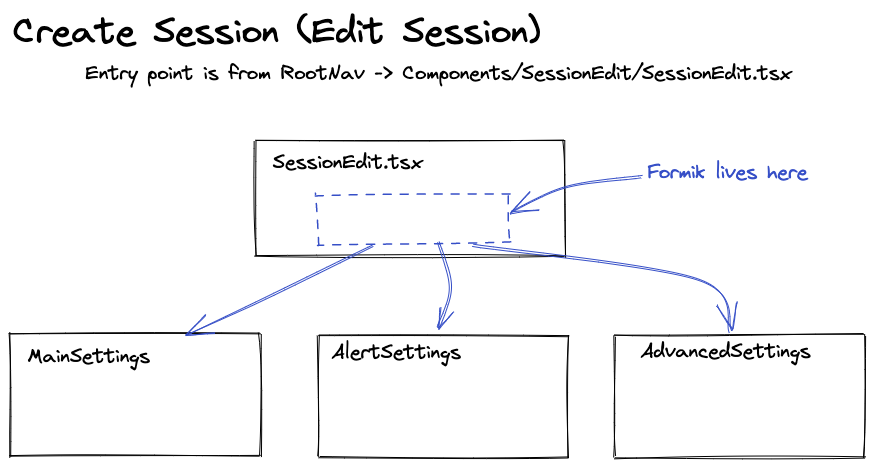 Create Session (Edit Session)
Entry point is from RootNav -> Components/SessionEdit/SessionEdit.tsx
SessionEdit.tsx
Formik lives here
MainSettings
AlertSettings
AdvancedSettings